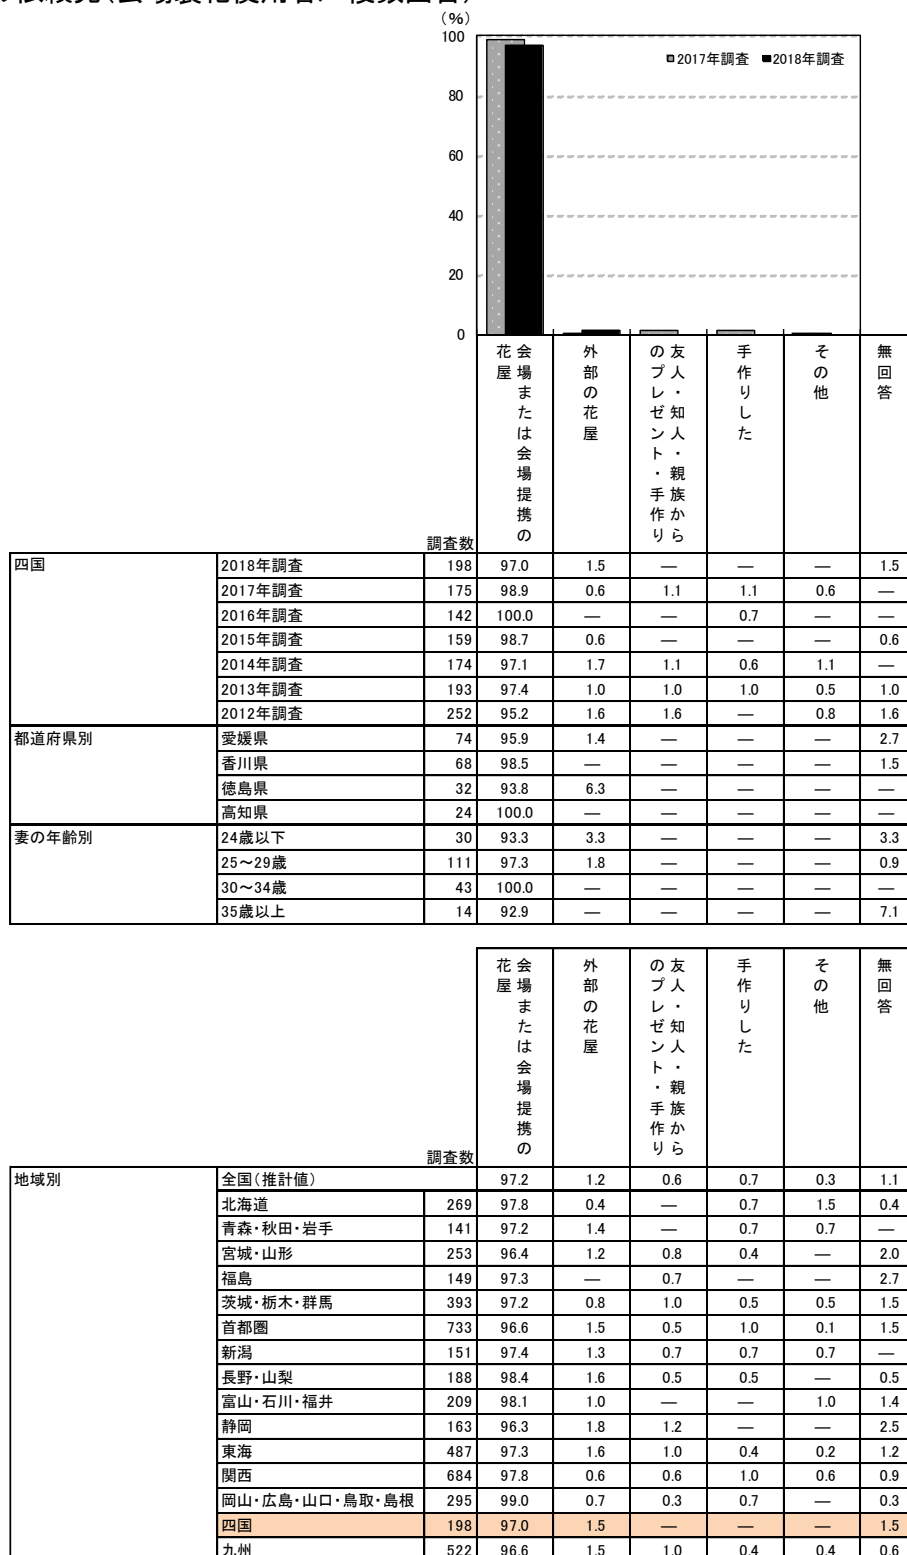 (%)
100
■2017年調査 ■2018年調査
80
60
40
20
0
調査数 会場または会場提携の花屋 外部の花屋 友人・知人・親族からのプレゼント・手作り 手作りした その他 無回答
四国 2018年調査 198 97.0 1.5 — — — 1.5
2017年調査 175 98.9 0.6 1.1 1.1 0.6 —
2016年調査 142 100.0 — — 0.7 — —
2015年調査 159 98.7 0.6 — — — 0.6
2014年調査 174 97.1 1.7 1.1 0.6 1.1 —
2013年調査 193 97.4 1.0 1.0 1.0 0.5 1.0
2012年調査 252 95.2 1.6 1.6 — 0.8 1.6
都道府県別 愛媛県 74 95.9 1.4 — — — 2.7
香川県 68 98.5 — — — — 1.5
徳島県 32 93.8 6.3 — — — —
高知県 24 100.0 — — — — —
妻の年齢別 24歳以下 30 93.3 3.3 — — — 3.3
25～29歳 111 97.3 1.8 — — — 0.9
30～34歳 43 100.0 — — — — —
35歳以上 14 92.9 — — — — 7.1
調査数 会場または会場提携の花屋 外部の花屋 友人・知人・親族からのプレゼント・手作り 手作りした その他 無回答
地域別 全国(推計値) 97.2 1.2 0.6 0.7 0.3 1.1
北海道 269 97.8 0.4 — 0.7 1.5 0.4
青森・秋田・岩手 141 97.2 1.4 — 0.7 0.7 —
宮城・山形 253 96.4 1.2 0.8 0.4 — 2.0
福島 149 97.3 — 0.7 — — 2.7
茨城・栃木・群馬 393 97.2 0.8 1.0 0.5 0.5 1.5
首都圏 733 96.6 1.5 0.5 1.0 0.1 1.5
新潟 151 97.4 1.3 0.7 0.7 0.7 —
長野・山梨 188 98.4 1.6 0.5 0.5 — 0.5
富山・石川・福井 209 98.1 1.0 — — 1.0 1.4
静岡 163 96.3 1.8 1.2 — — 2.5
東海 487 97.3 1.6 1.0 0.4 0.2 1.2
関西 684 97.8 0.6 0.6 1.0 0.6 0.9
岡山・広島・山口・鳥取・島根 295 99.0 0.7 0.3 0.7 — 0.3
四国 198 97.0 1.5 — — — 1.5
九州 522 96.6 1.5 1.0 0.4 0.4 0.6